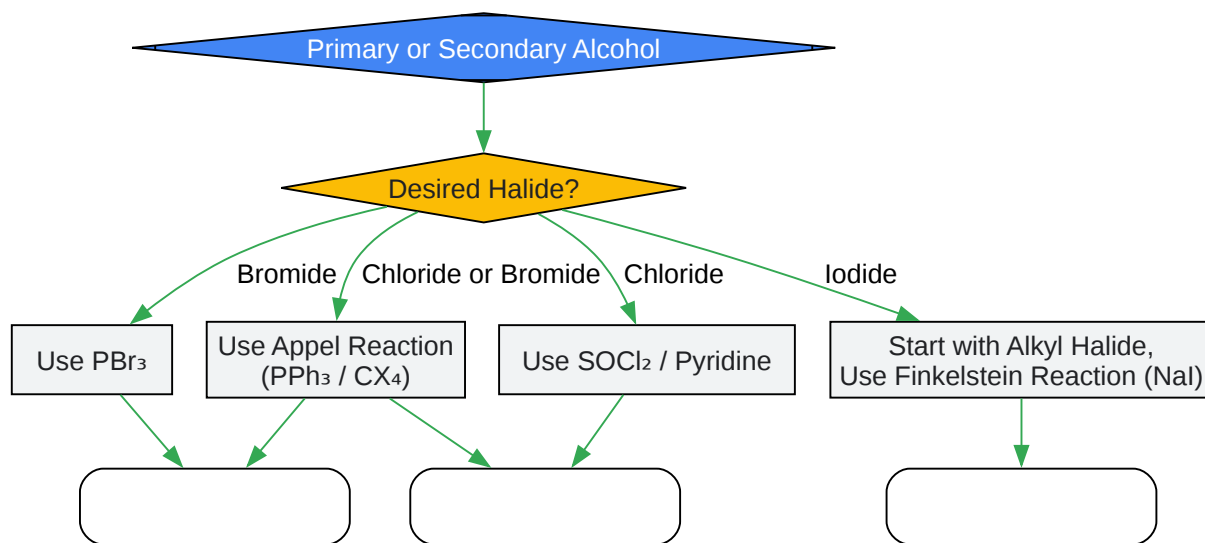 Primary or Secondary Alcohol
Desired Halide?
Bromide
Chloride or Bromide
Chloride
Iodide
Use PBr₃
Use Appel Reaction
(PPh₃ / CX₄)
Use SOCl₂ / Pyridine
Start with Alkyl Halide,
Use Finkelstein Reaction (NaI)